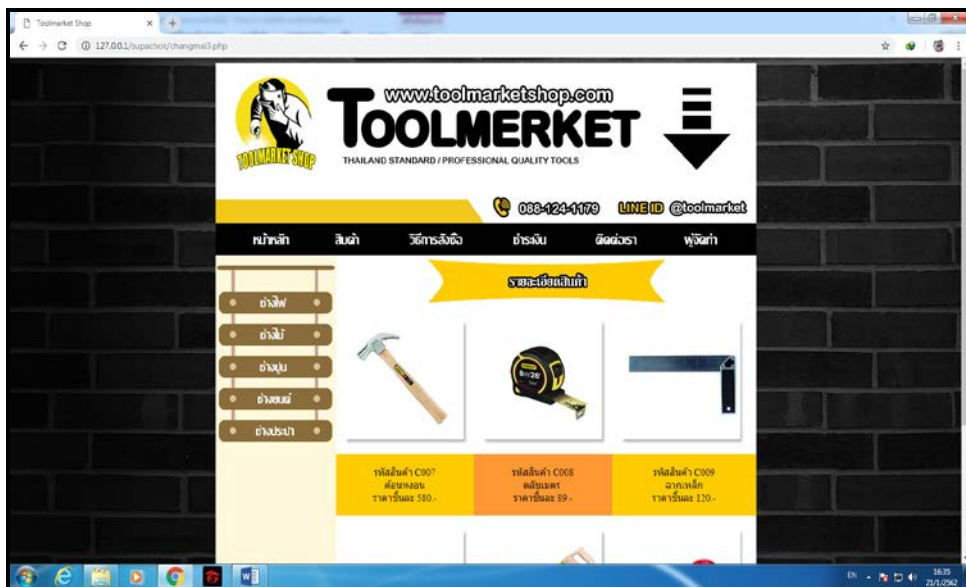 Toolmarket Shop
127.0.0.1/supachoi/changmai3.php
www.toolmarketshop.com
TOOLMERKET
THAILAND STANDARD / PROFESSIONAL QUALITY TOOLS
TOOLMARKET SHOP
088-124-1179 LINE ID @toolmarket
หน้าหลัก สินค้า วิธีการสั่งซื้อ ชำระเงิน ติดต่อเรา ผู้จัดทำ
รายละเอียดสินค้า
ช่างไฟ
ช่างไม้
ช่างปูน
ช่างยนต์
ช่างประปา
8m/26'
รหัสสินค้า C007
ค้อนหงอน
ราคาชิ้นละ 580.-
รหัสสินค้า C008
ตลับเมตร
ราคาชิ้นละ 89.-
รหัสสินค้า C009
ฉากเหล็ก
ราคาชิ้นละ 120.-
EN
16:35
21/1/2562